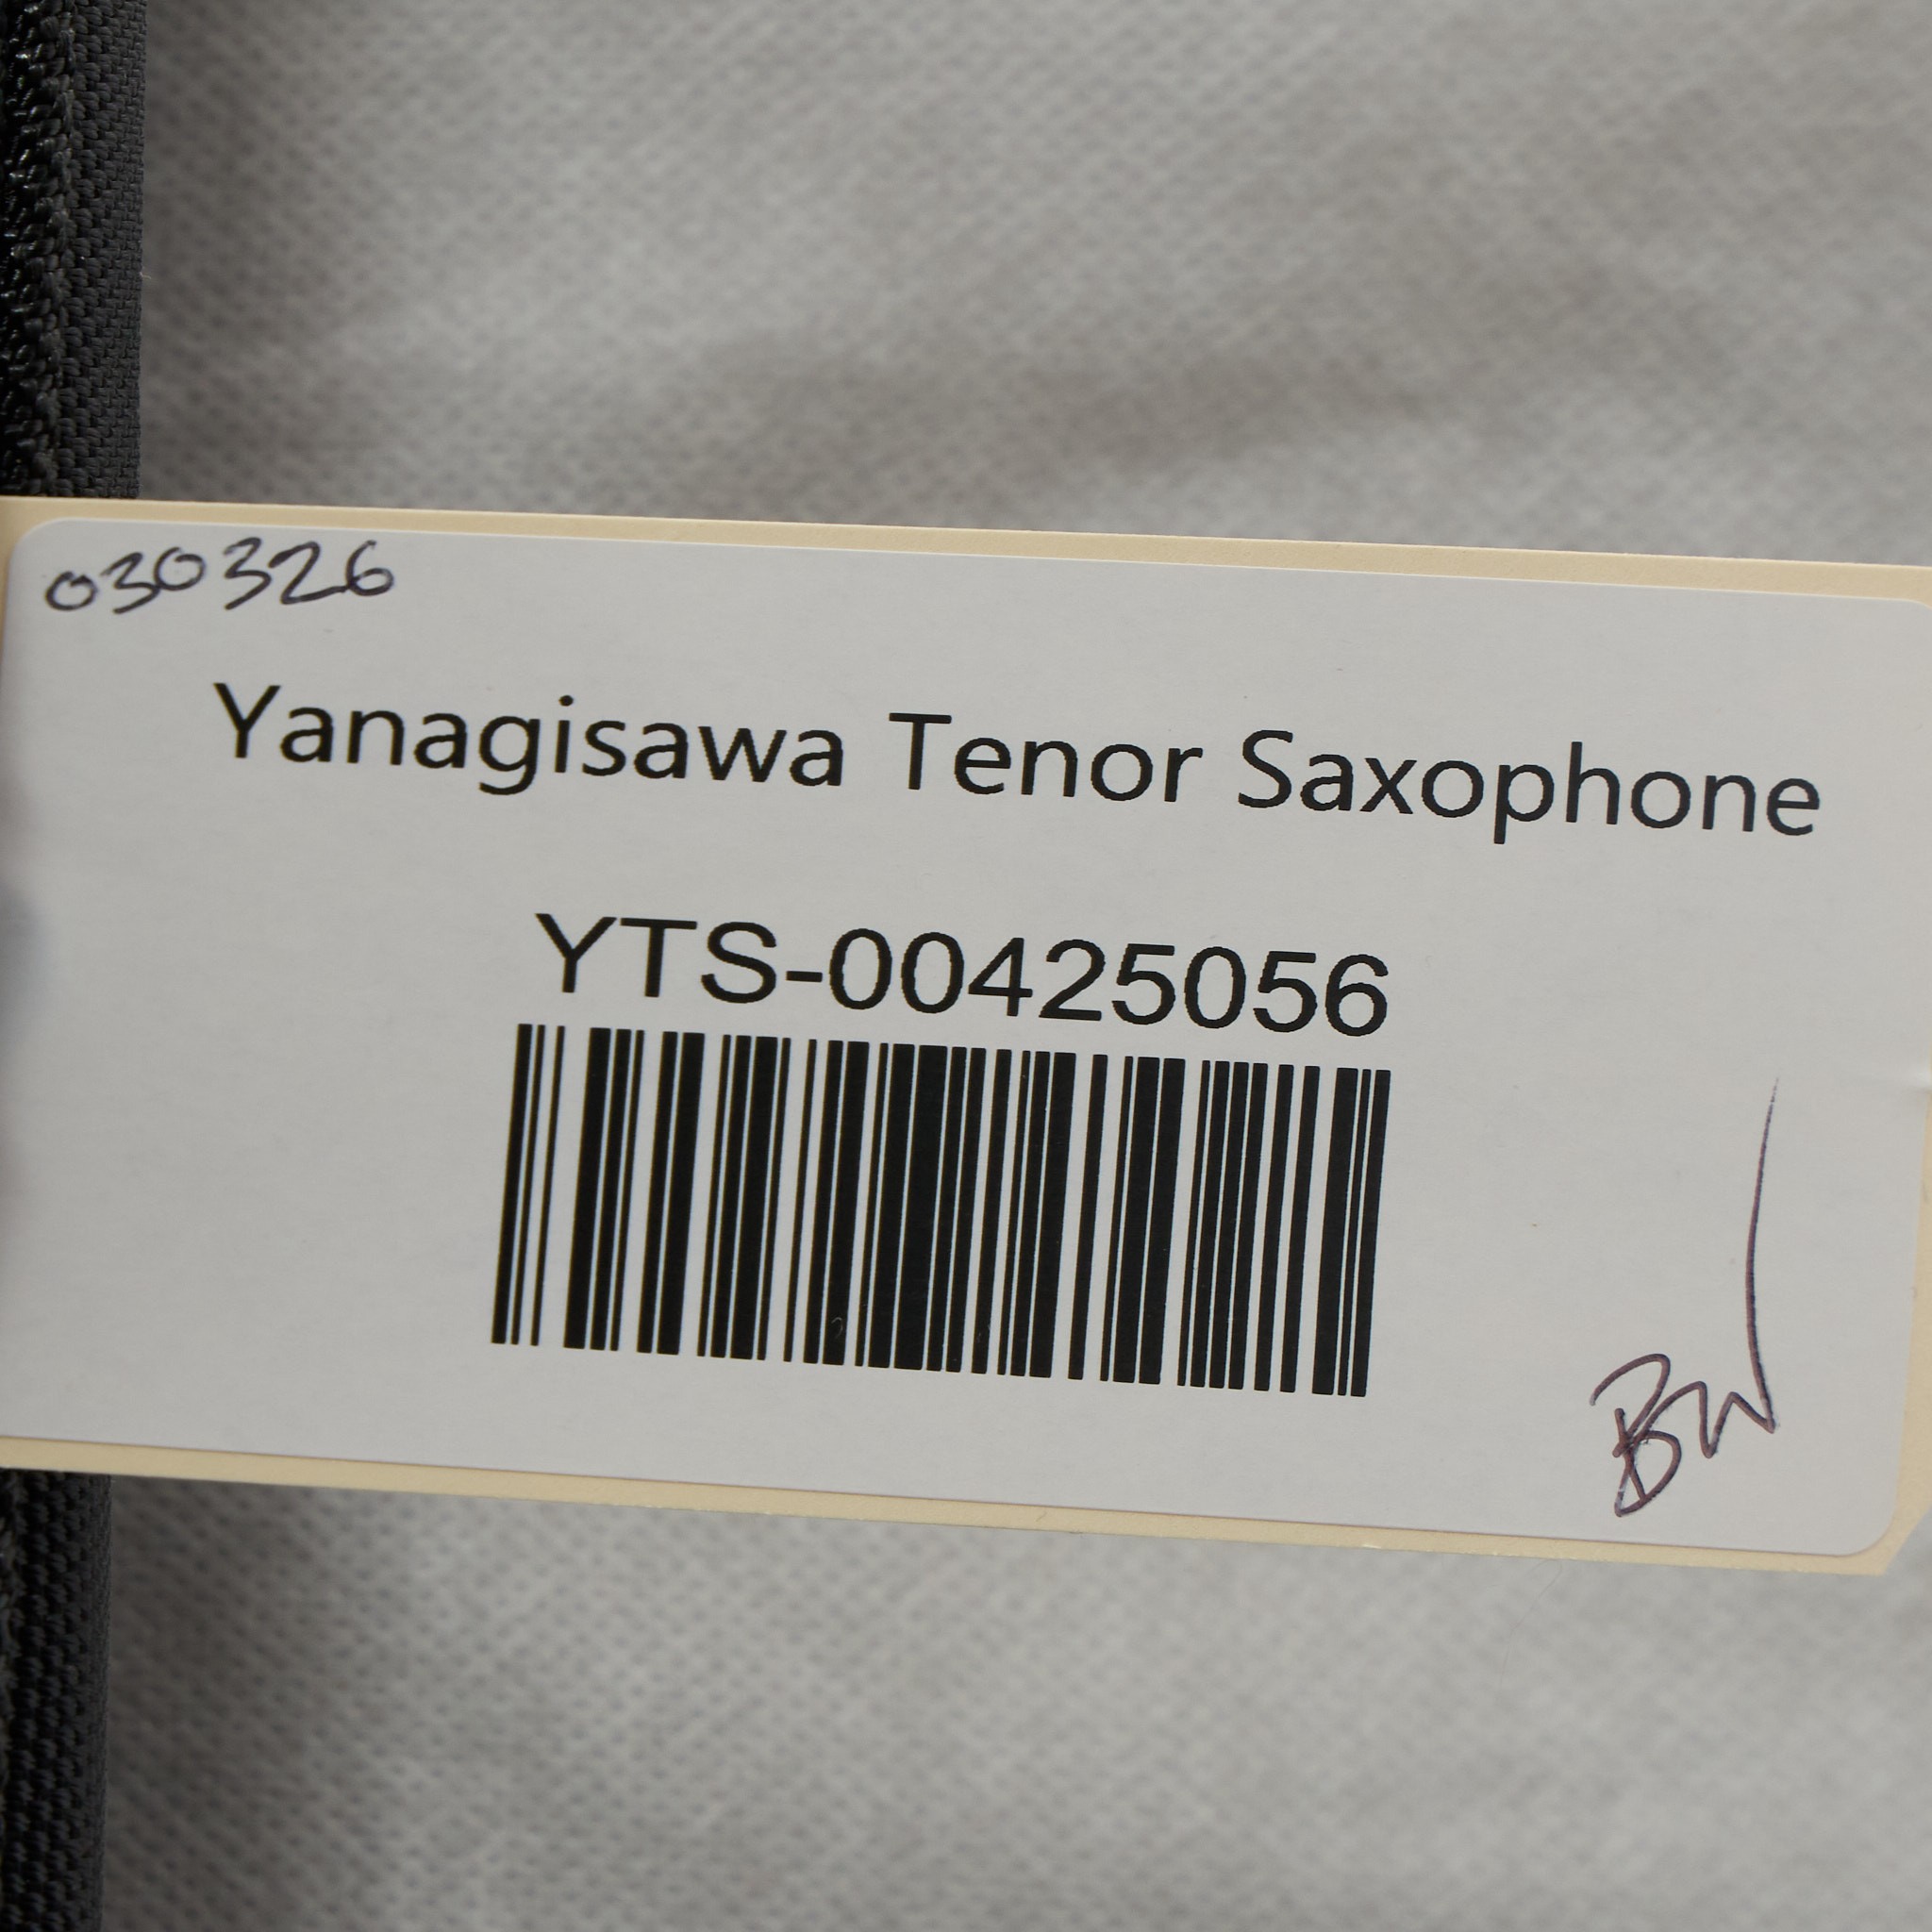 030326
Yanagisawa Tenor Saxophone
YTS-00425056
BW